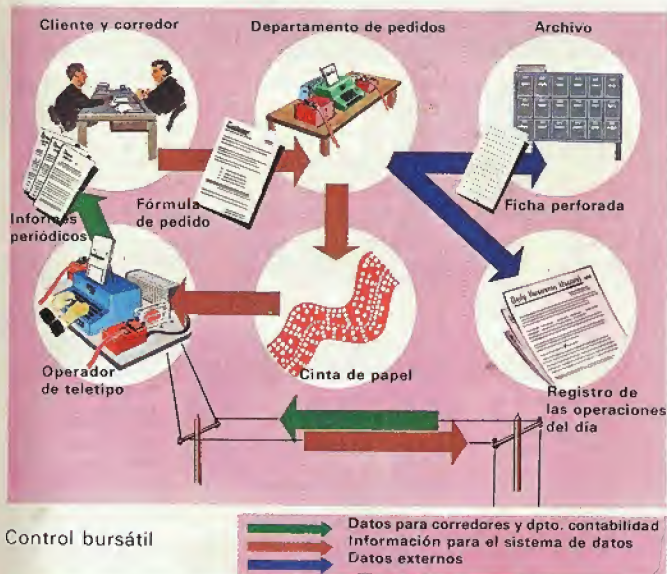 Cliente y corredor
Departamento de pedidos
Archivo
Informes
periódicos
Fórmula
de pedido
Ficha perforada
Operador
de teletipo
Cinta de papel
Registro de
las operaciones
del día
Control bursátil
Datos para corredores y dpto. contabilidad
Información para el sistema de datos
Datos externos